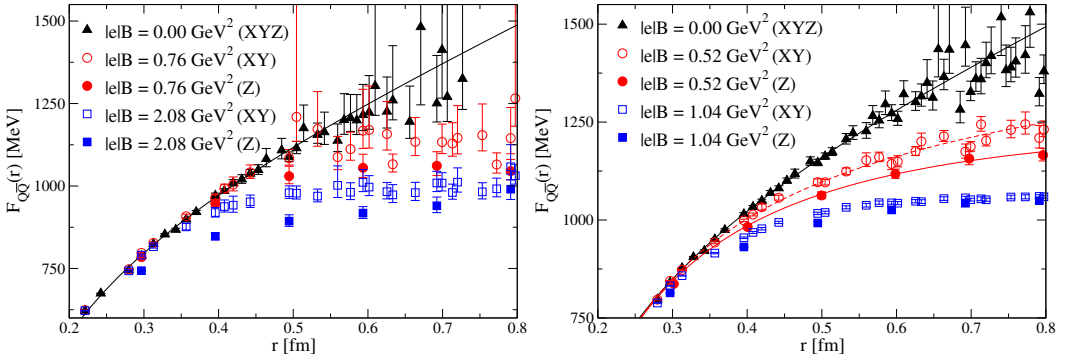 1500
1250
1000
750
F_QQ̄(r) [MeV]
|e|B = 0.00 GeV² (XYZ)
|e|B = 0.76 GeV² (XY)
|e|B = 0.76 GeV² (Z)
|e|B = 2.08 GeV² (XY)
|e|B = 2.08 GeV² (Z)
0.2 0.3 0.4 0.5 0.6 0.7 0.8
r [fm]
1500
1250
1000
750
F_QQ̄(r) [MeV]
|e|B = 0.00 GeV² (XYZ)
|e|B = 0.52 GeV² (XY)
|e|B = 0.52 GeV² (Z)
|e|B = 1.04 GeV² (XY)
|e|B = 1.04 GeV² (Z)
0.2 0.3 0.4 0.5 0.6 0.7 0.8
r [fm]